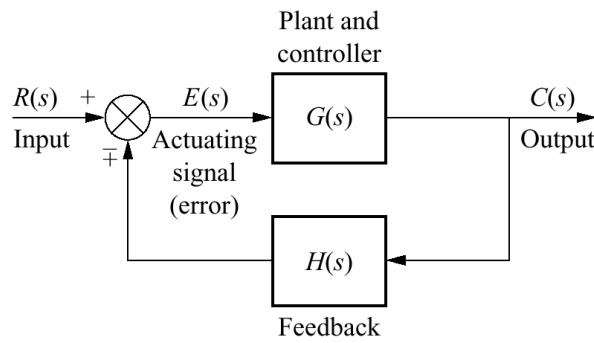 Plant and
controller
R(s) + E(s) G(s) C(s)
Input ∓ Actuating Output
signal
(error)
H(s)
Feedback